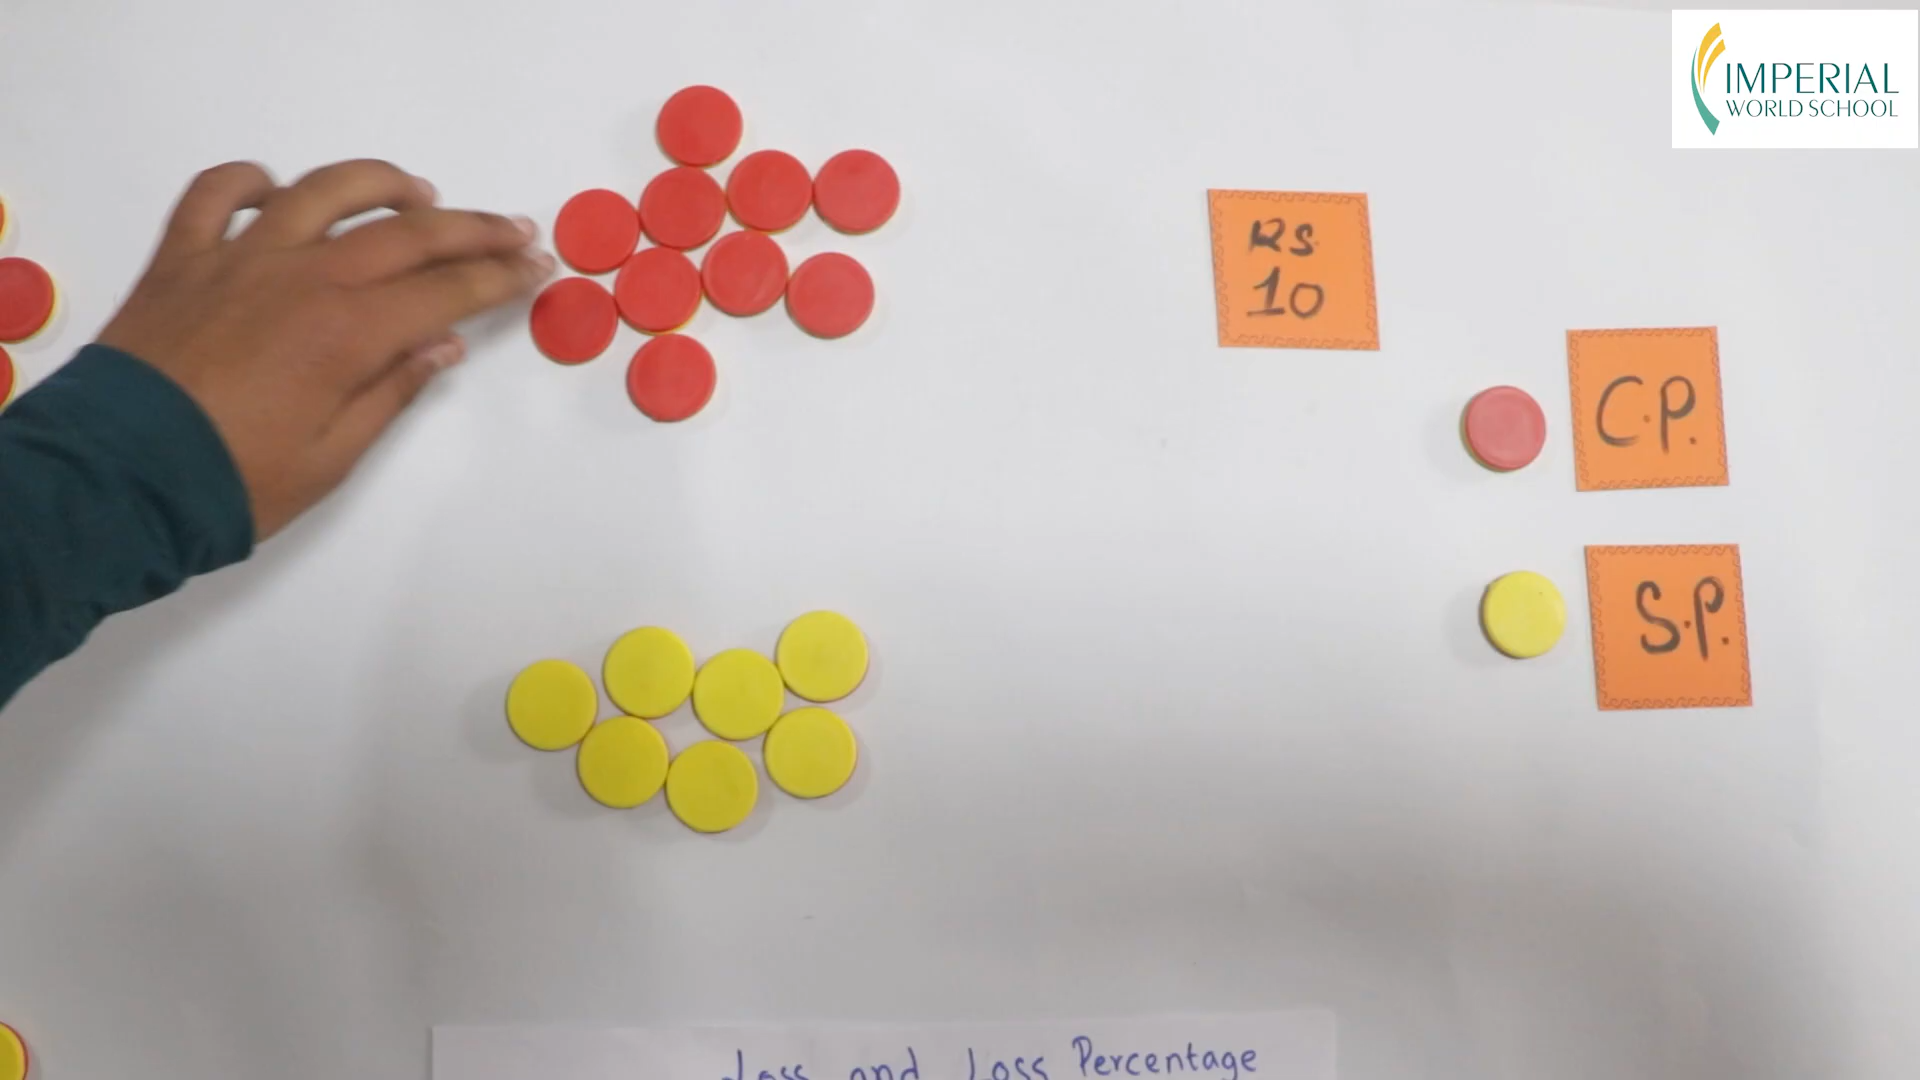 IMPERIAL
WORLD SCHOOL
Rs
10
C.P.
S.P.
Loss and Loss Percentage